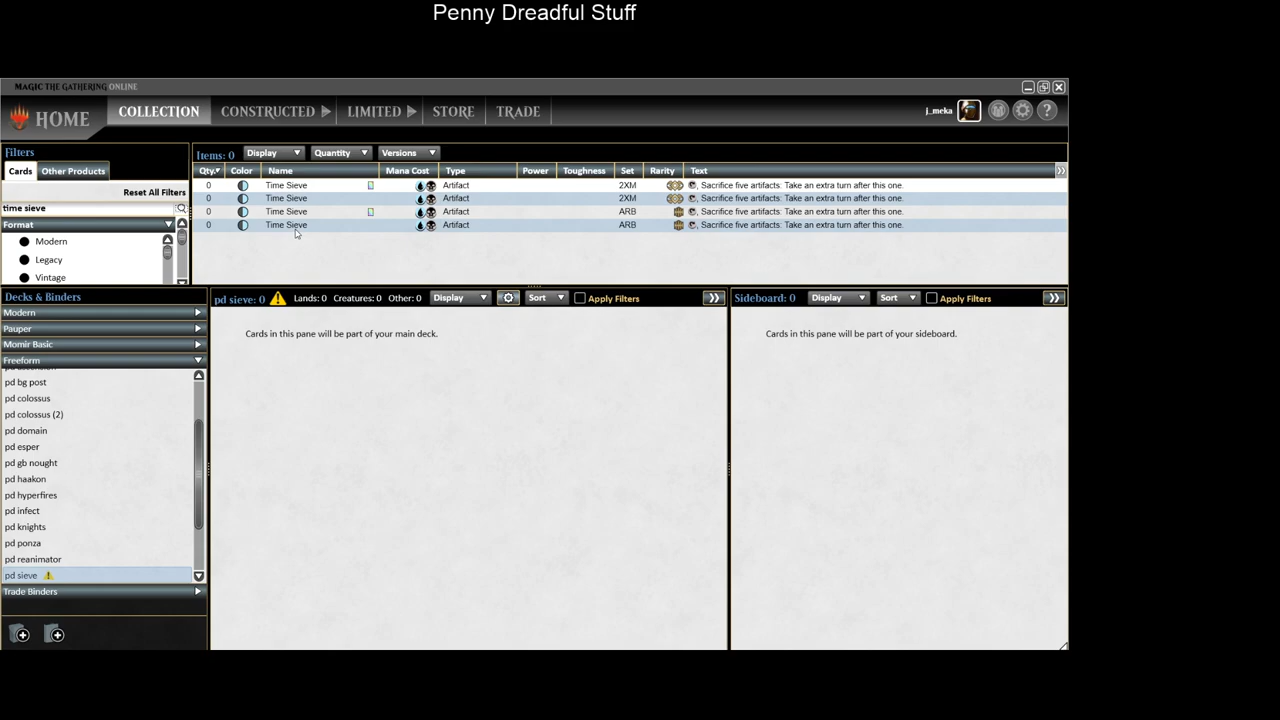 Penny Dreadful Stuff
MAGIC THE GATHERING ONLINE
HOME COLLECTION CONSTRUCTED LIMITED STORE TRADE j_meka ?
Filters Items: 0 Display Quantity Versions
Cards Other Products Qty. Color Name Mana Cost Type Power Toughness Set Rarity Text
Reset All Filters 0 Time Sieve Artifact 2XM , Sacrifice five artifacts: Take an extra turn after this one.
0 Time Sieve Artifact 2XM , Sacrifice five artifacts: Take an extra turn after this one.
time sieve 0 Time Sieve Artifact ARB , Sacrifice five artifacts: Take an extra turn after this one.
Format 0 Time Sieve Artifact ARB , Sacrifice five artifacts: Take an extra turn after this one.
Modern
Legacy
Vintage
Decks & Binders pd sieve: 0 Lands: 0 Creatures: 0 Other: 0 Display Sort Apply Filters Sideboard: 0 Display Sort Apply Filters
Modern
Pauper Cards in this pane will be part of your main deck. Cards in this pane will be part of your sideboard.
Momir Basic
Freeform
pd bg post
pd colossus
pd colossus (2)
pd domain
pd esper
pd gb nought
pd haakon
pd hyperfires
pd infect
pd knights
pd ponza
pd reanimator
pd sieve
Trade Binders